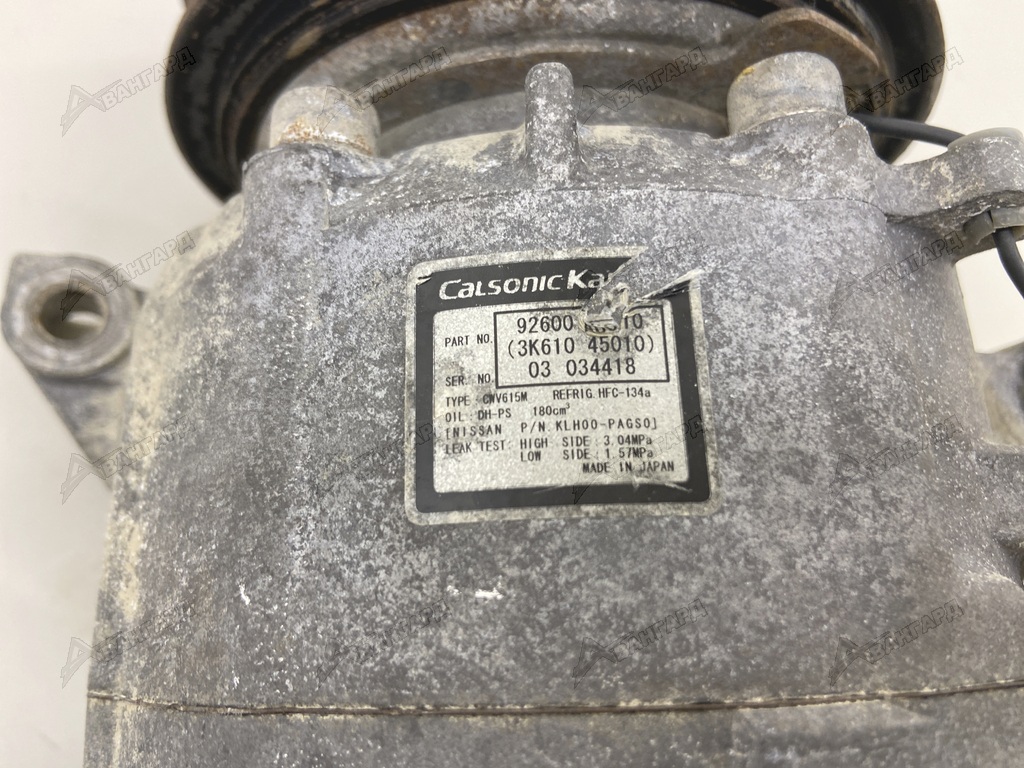 АВАНГАРД
CALSONIC
PART NO. 92600
(3K610 45010)
SER. NO. 03 034418
TYPE : CWV615M REFRIG. HFC-134a
OIL : DH-PS 180cm³
[NISSAN P/N KLH00-PAGS0]
LEAK TEST: HIGH SIDE : 3.04MPa
LOW SIDE : 1.57MPa
MADE IN JAPAN